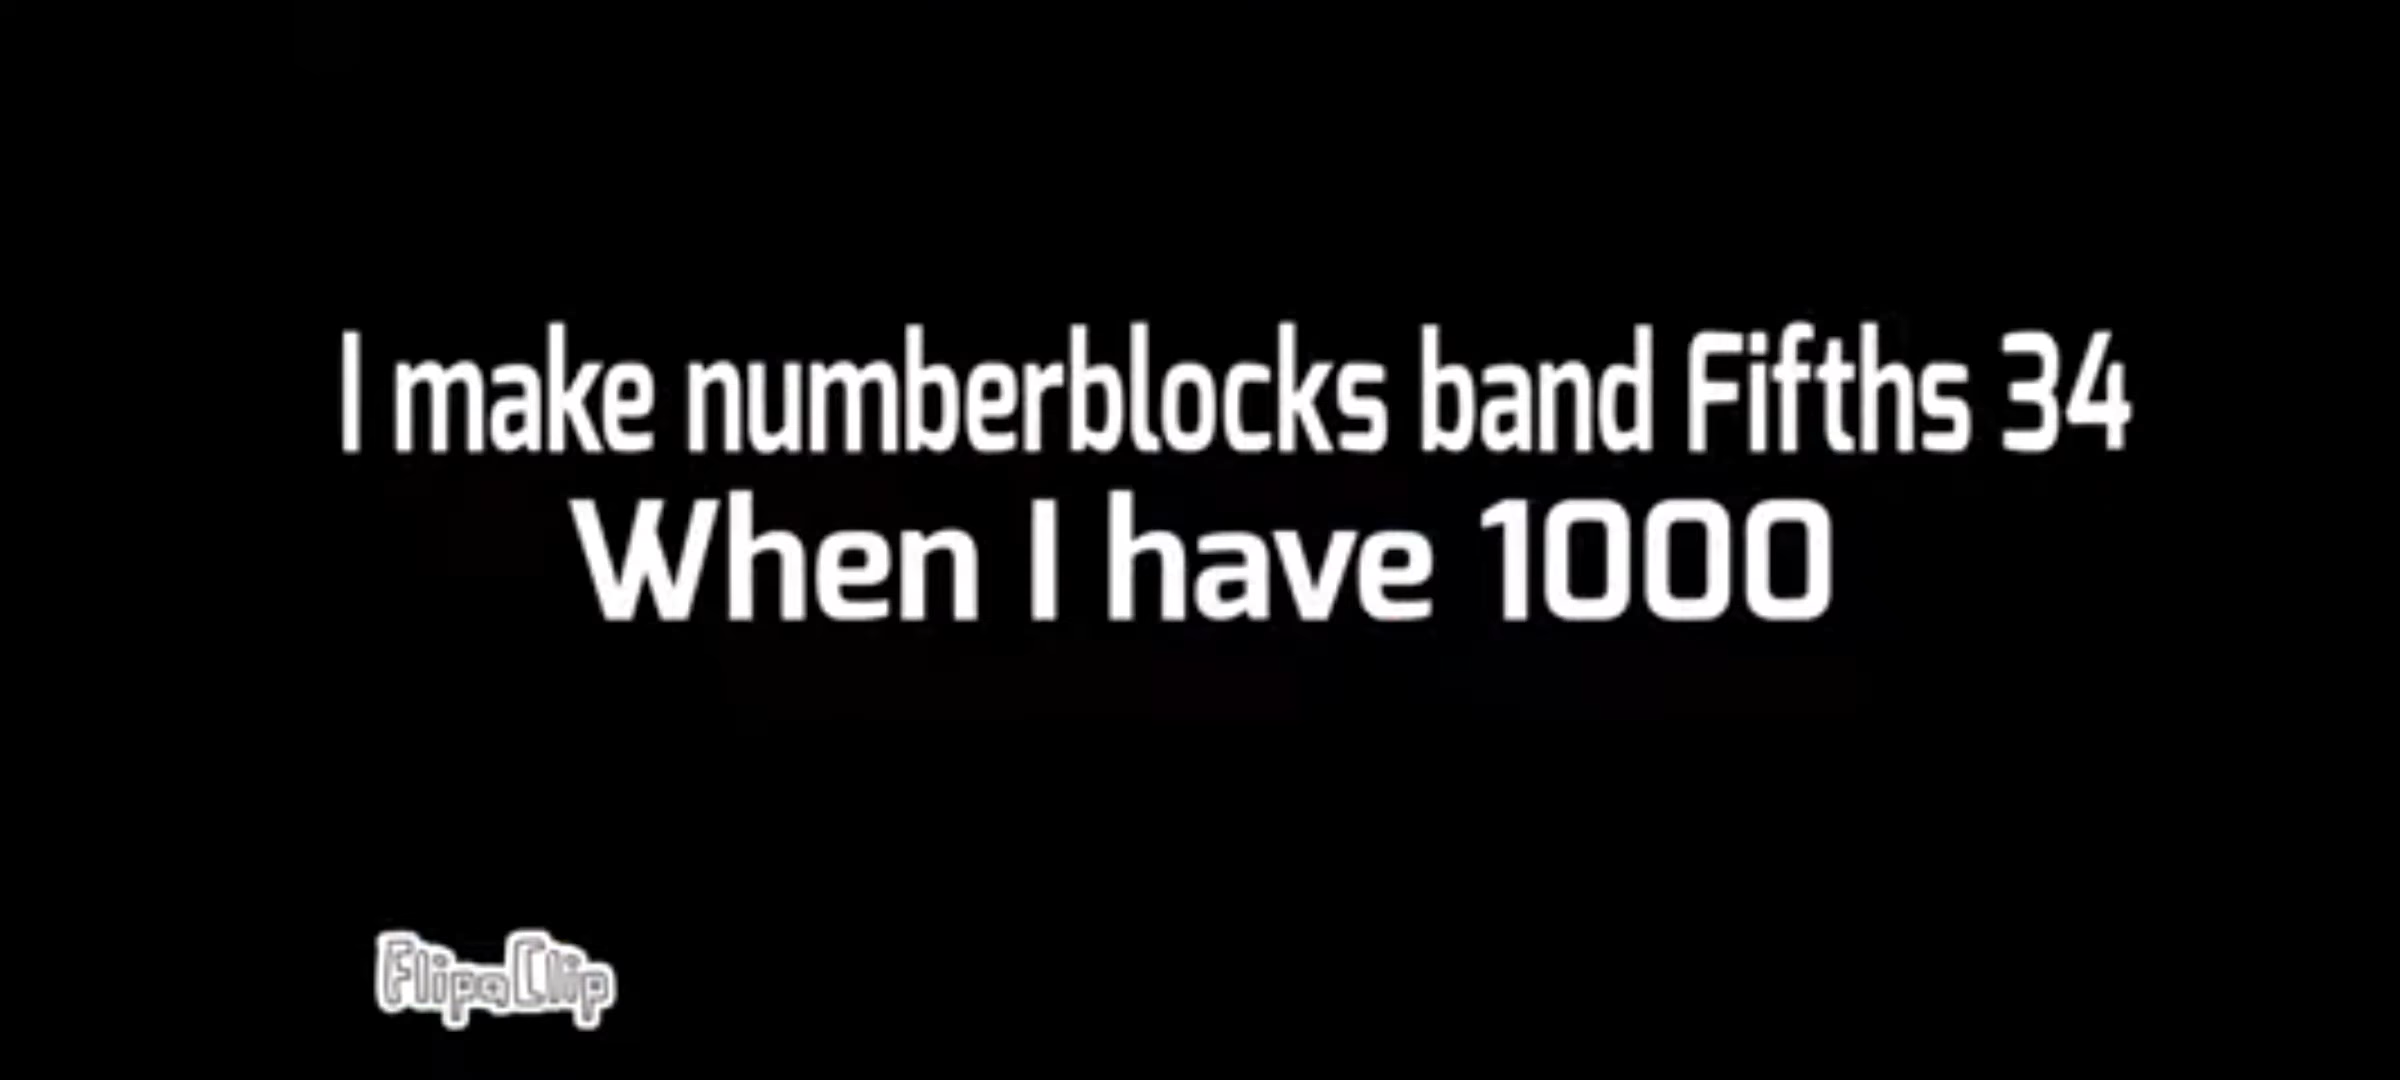 I make numberblocks band Fifths 34
When I have 1000
FlipaClip